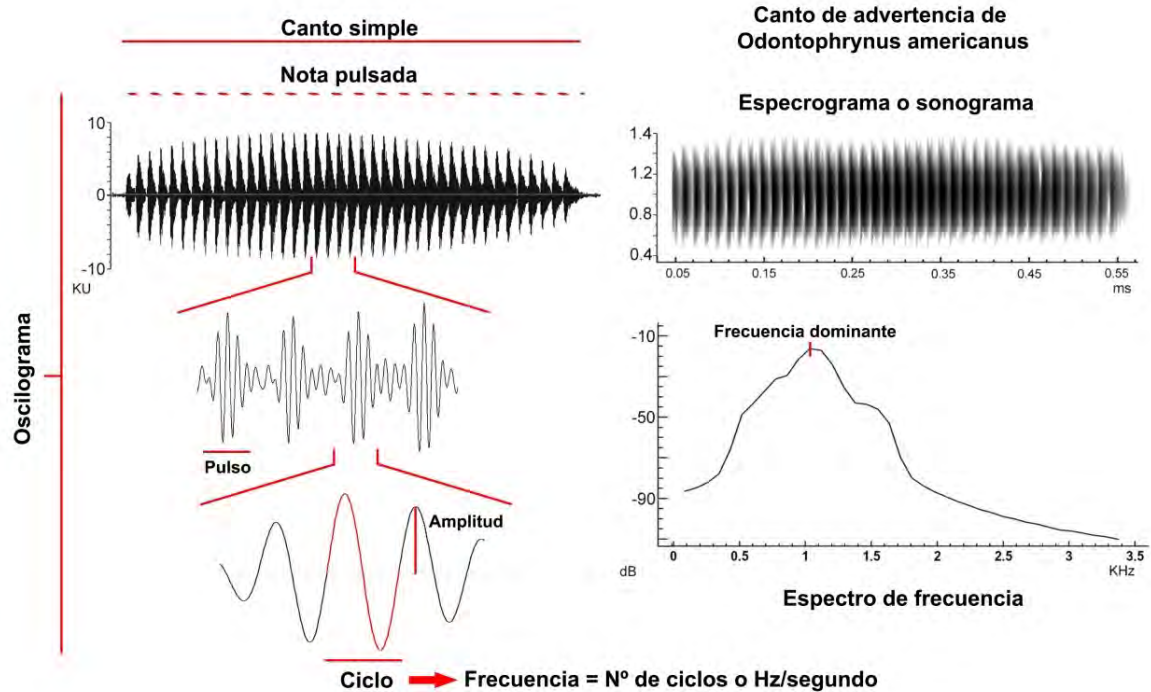 Canto simple
Nota pulsada
Oscilograma
10
0
-10
KU
Pulso
Amplitud
Ciclo
Frecuencia = Nº de ciclos o Hz/segundo
Canto de advertencia de
Odontophrynus americanus
Especrograma o sonograma
1.4
1.2
0.8
0.4
0.05 0.15 0.25 0.35 0.45 0.55
ms
Frecuencia dominante
-10
-50
-90
dB
0 0.5 1 1.5 2 2.5 3 3.5
KHz
Espectro de frecuencia